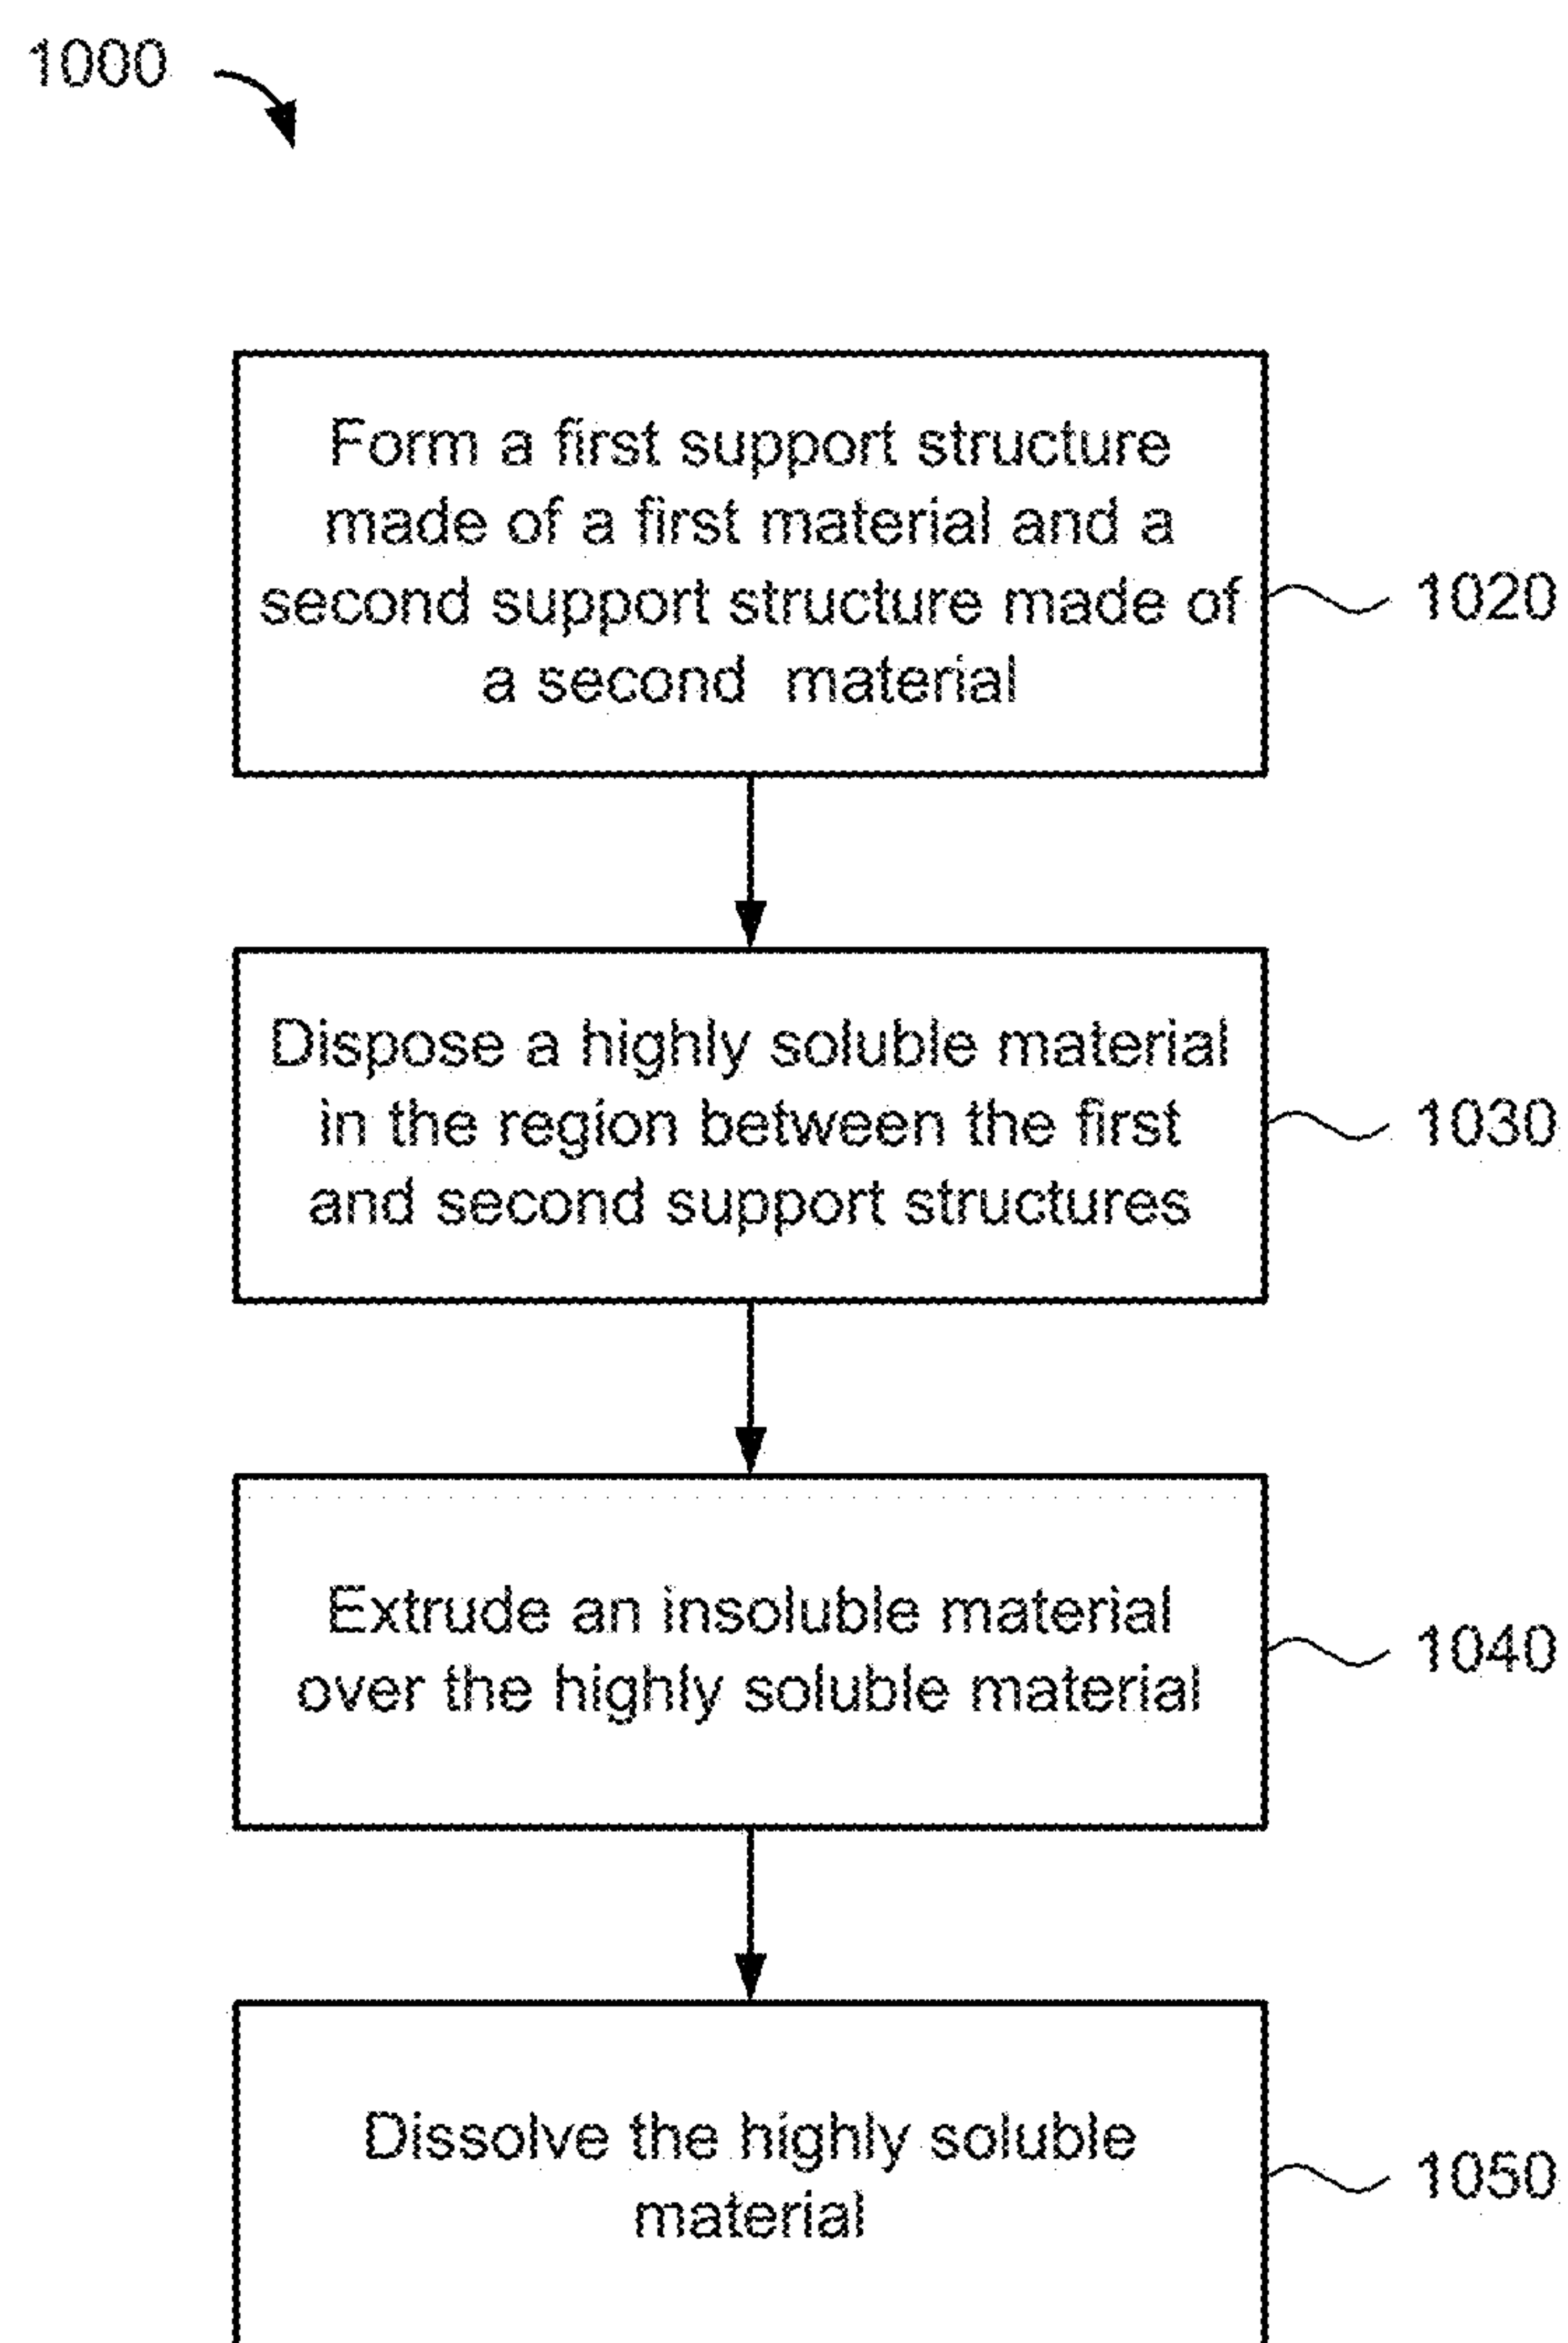 1000
Form a first support structure
made of a first material and a
second support structure made of
a second material
1020
Dispose a highly soluble material
in the region between the first
and second support structures
1030
Extrude an insoluble material
over the highly soluble material
1040
Dissolve the highly soluble
material
1050